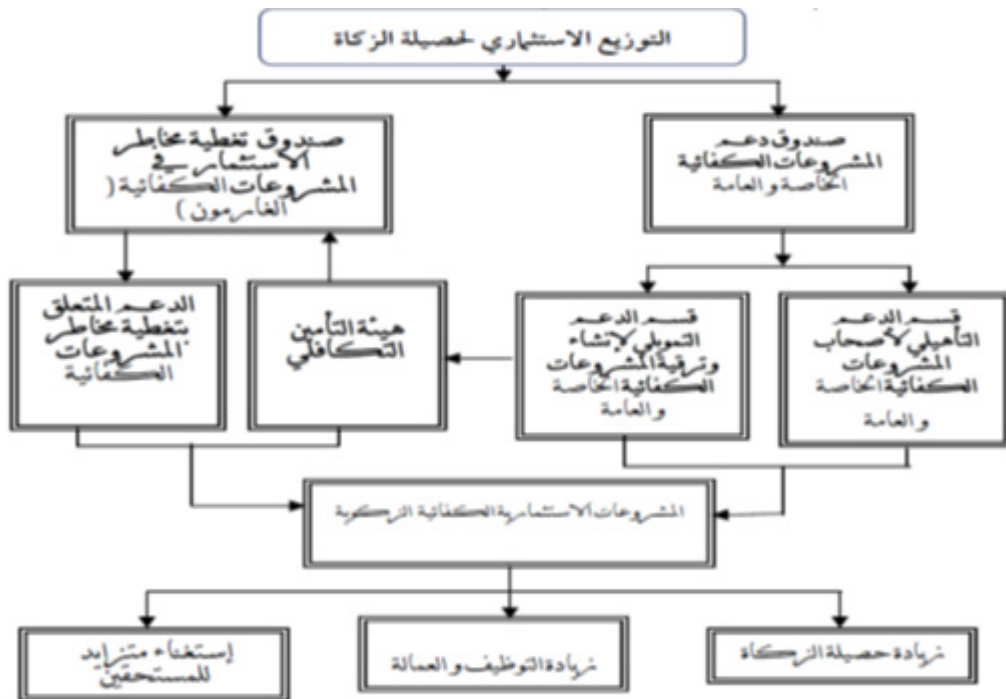 التوزيع الاستثماري لحصيلة الزكاة
صندوق دعم
المشروعات الكفائية
الخاصة والعامة
صندوق تغطية مخاطر
الاستثمار في
المشروعات الكفائية (
الغارمون )
قسم الدعم
التأهيلي لأصحاب
المشروعات
الكفائية الخاصة
والعامة
قسم الدعم
التمويلي لإنشاء
وترقية المشروعات
الكفائية الخاصة
والعامة
هيئة التأمين
التكافلي
الدعم المتعلق
بتغطية مخاطر
المشروعات
الكفائية
المشروعات الاستثمارية الكفائية الزكوية
زيادة حصيلة الزكاة
زيادة التوظيف والعمالة
إستغناء متزايد
للمستحقين